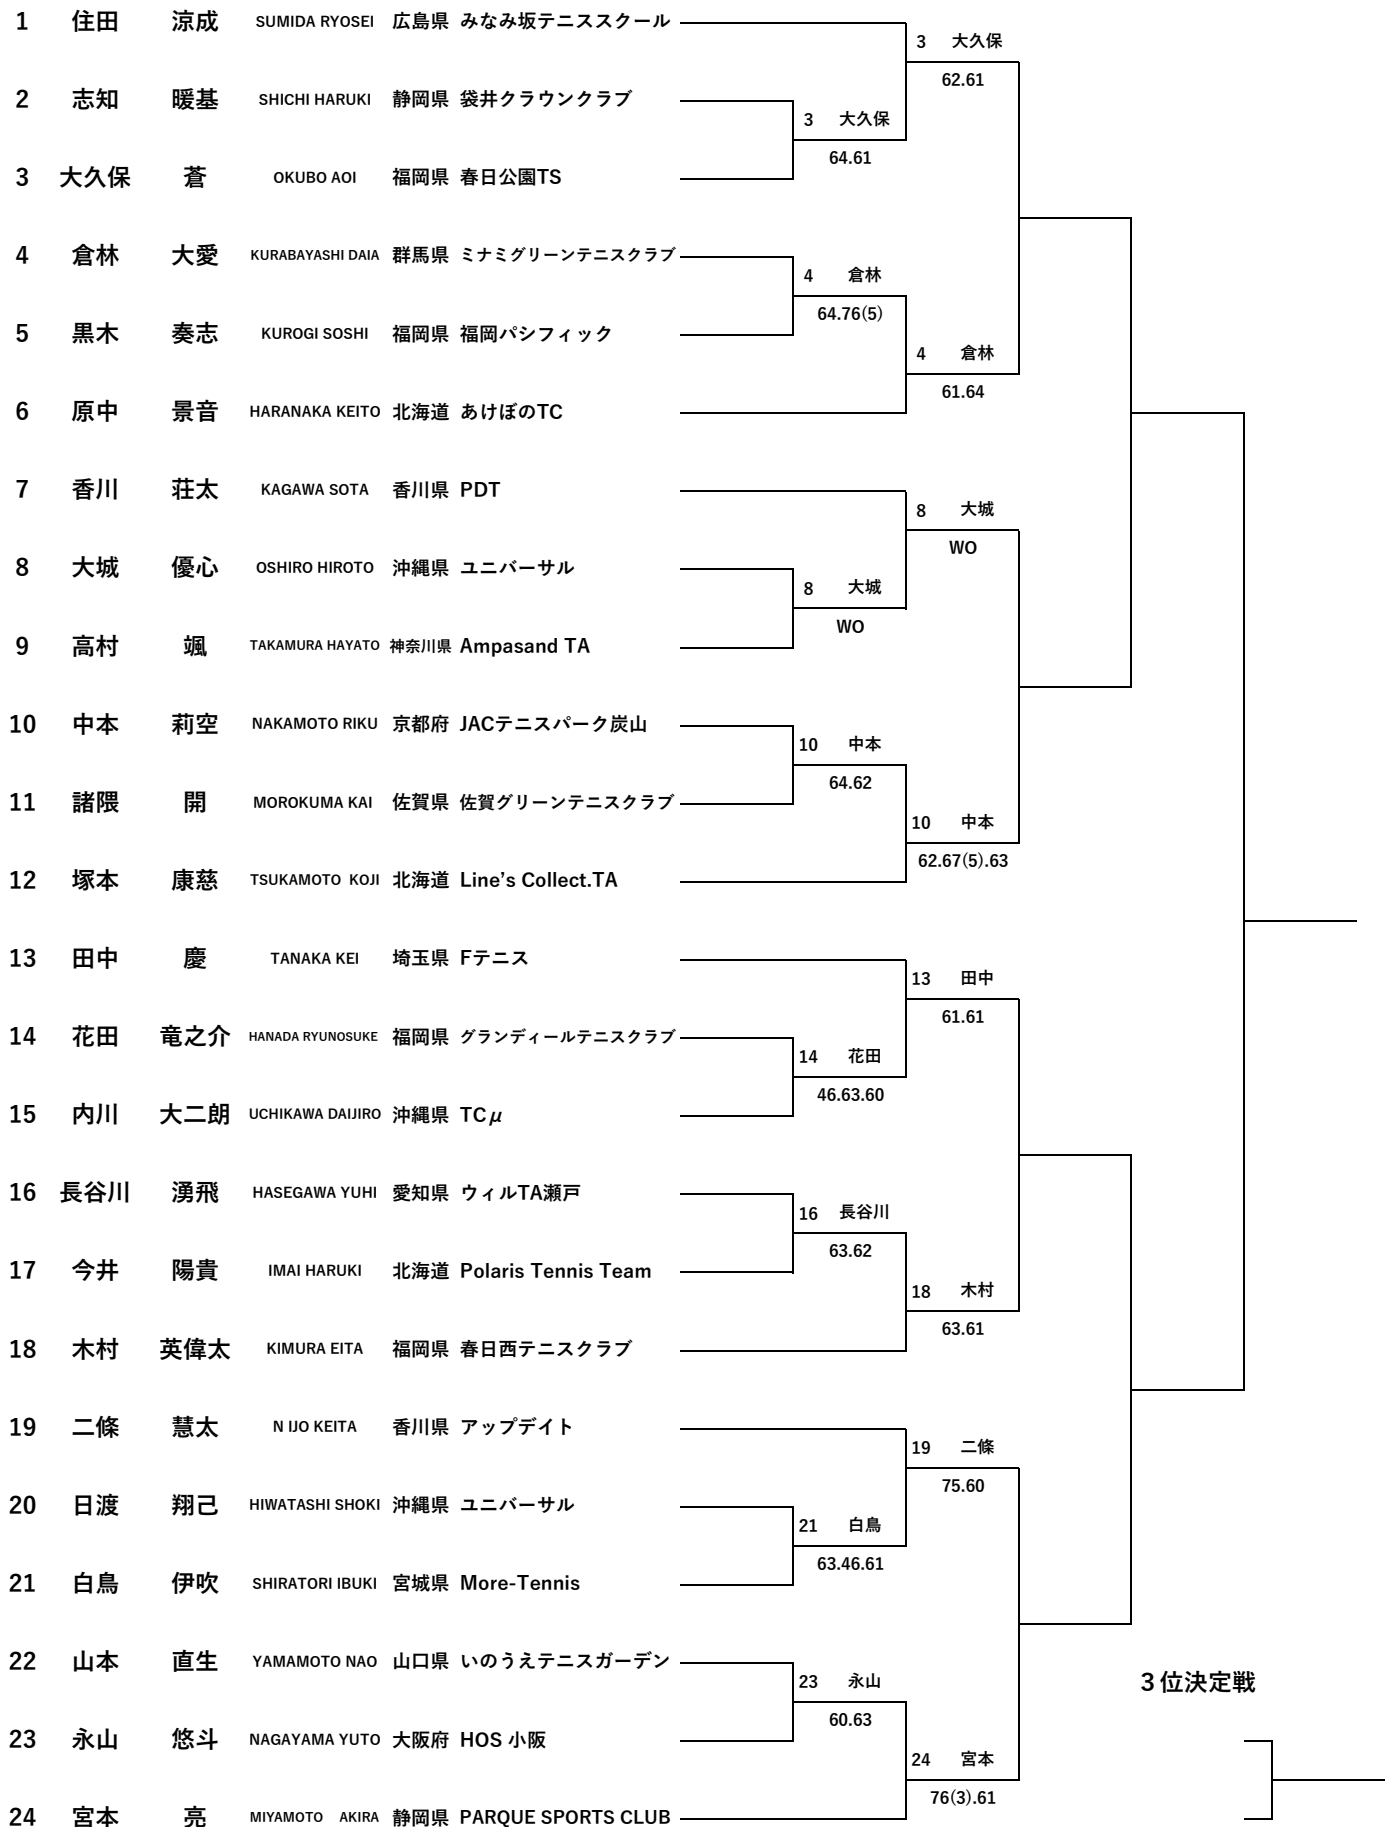 1 住田 涼成 SUMIDA RYOSEI 広島県 みなみ坂テニススクール
3 大久保
62.61
2 志知 暖基 SHICHI HARUKI 静岡県 袋井クラウンクラブ
3 大久保
64.61
3 大久保 蒼 OKUBO AOI 福岡県 春日公園TS
4 倉林 大愛 KURABAYASHI DAIA 群馬県 ミナミグリーンテニスクラブ
4 倉林
64.76(5)
5 黒木 奏志 KUROGI SOSHI 福岡県 福岡パシフィック
4 倉林
61.64
6 原中 景音 HARANAKA KEITO 北海道 あけぼのTC
7 香川 荘太 KAGAWA SOTA 香川県 PDT
8 大城
WO
8 大城 優心 OSHIRO HIROTO 沖縄県 ユニバーサル
8 大城
WO
9 高村 颯 TAKAMURA HAYATO 神奈川県 Ampasand TA
10 中本 莉空 NAKAMOTO RIKU 京都府 JACテニスパーク炭山
10 中本
64.62
11 諸隈 開 MOROKUMA KAI 佐賀県 佐賀グリーンテニスクラブ
10 中本
62.67(5).63
12 塚本 康慈 TSUKAMOTO KOJI 北海道 Line’s Collect.TA
13 田中 慶 TANAKA KEI 埼玉県 Fテニス
13 田中
61.61
14 花田 竜之介 HANADA RYUNOSUKE 福岡県 グランディールテニスクラブ
14 花田
46.63.60
15 内川 大二朗 UCHIKAWA DAIJIRO 沖縄県 TCμ
16 長谷川 湧飛 HASEGAWA YUHI 愛知県 ウィルTA瀬戸
16 長谷川
63.62
17 今井 陽貴 IMAI HARUKI 北海道 Polaris Tennis Team
18 木村
63.61
18 木村 英偉太 KIMURA EITA 福岡県 春日西テニスクラブ
19 二條 慧太 N IJO KEITA 香川県 アップデイト
19 二條
75.60
20 日渡 翔己 HIWATASHI SHOKI 沖縄県 ユニバーサル
21 白鳥
63.46.61
21 白鳥 伊吹 SHIRATORI IBUKI 宮城県 More-Tennis
22 山本 直生 YAMAMOTO NAO 山口県 いのうえテニスガーデン
23 永山
60.63
３位決定戦
23 永山 悠斗 NAGAYAMA YUTO 大阪府 HOS 小阪
24 宮本
76(3).61
24 宮本 亮 MIYAMOTO AKIRA 静岡県 PARQUE SPORTS CLUB